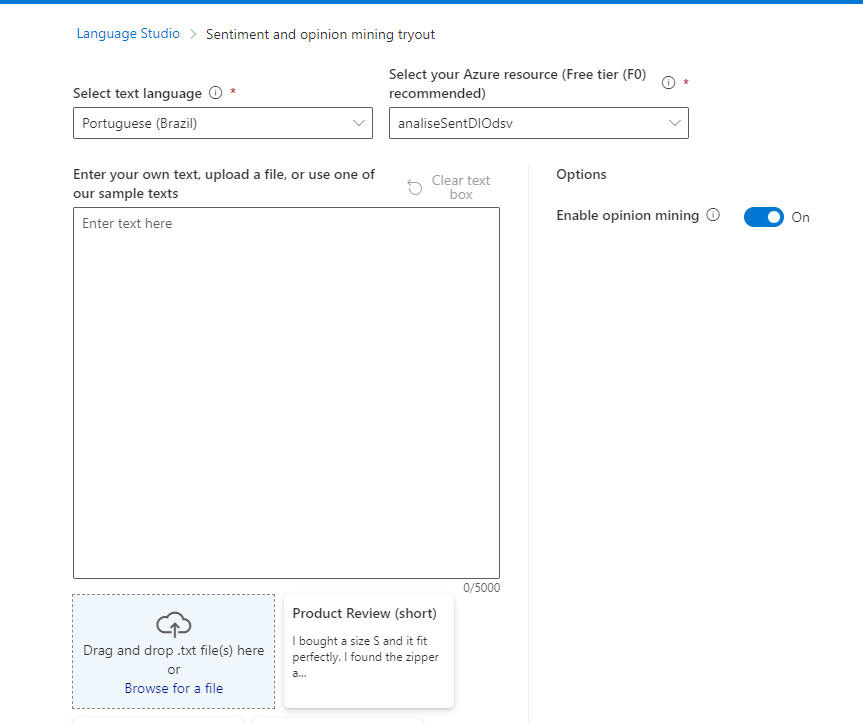 Language Studio > Sentiment and opinion mining tryout
Select text language *
Select your Azure resource (Free tier (F0)
recommended) *
Portuguese (Brazil)
analiseSentDIOdsv
Enter your own text, upload a file, or use one of
our sample texts
Clear text
box
Enter text here
0/5000
Drag and drop .txt file(s) here
or
Browse for a file
Product Review (short)
I bought a size S and it fit
perfectly. I found the zipper
a...
Options
Enable opinion mining
On